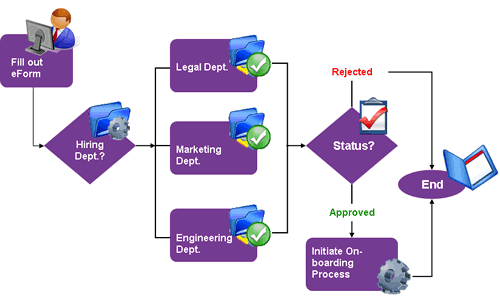 Fill out
eForm
Hiring
Dept.?
Legal Dept.
Marketing
Dept.
Engineering
Dept.
Rejected
Status?
Approved
Initiate On-
boarding
Process
End